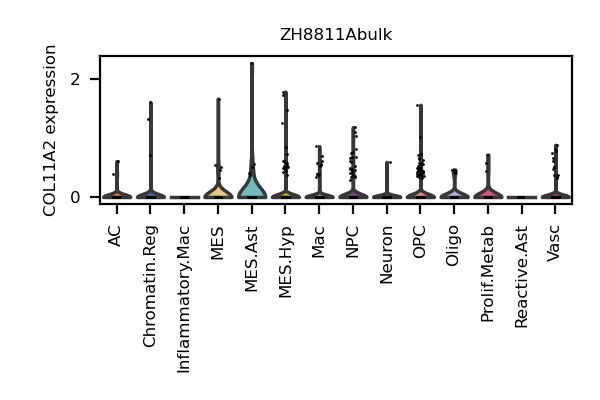 ZH8811Abulk
COL11A2 expression
2
0
AC
Chromatin.Reg
Inflammatory.Mac
MES
MES.Ast
MES.Hyp
Mac
NPC
Neuron
OPC
Oligo
Prolif.Metab
Reactive.Ast
Vasc